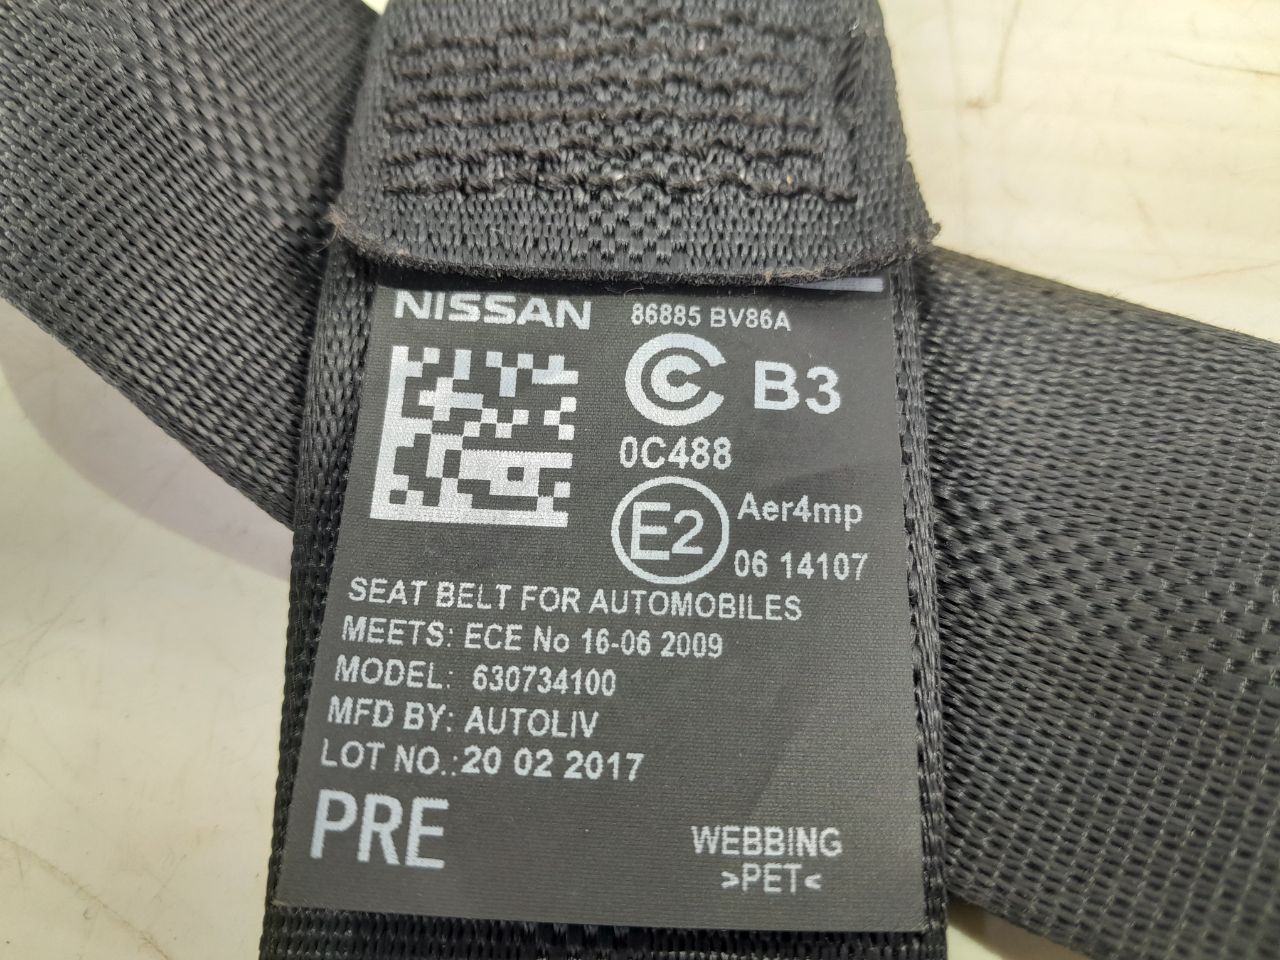 NISSAN
86885 BV86A
B3
0C488
E2
Aer4mp
06 14107
SEAT BELT FOR AUTOMOBILES
MEETS: ECE No 16-06 2009
MODEL: 630734100
MFD BY: AUTOLIV
LOT NO.:20 02 2017
PRE
WEBBING
>PET<